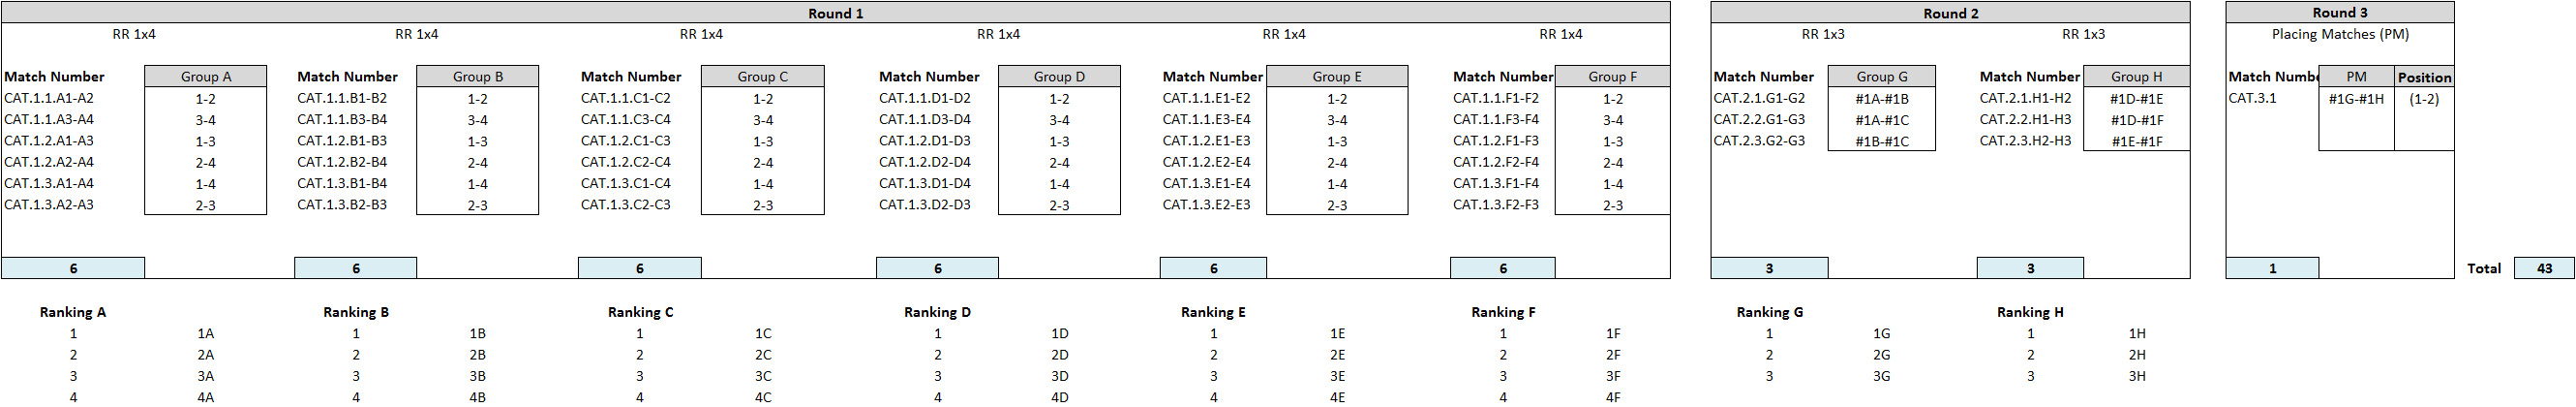 Round 1 Round 2 Round 3
RR 1x4 RR 1x4 RR 1x4 RR 1x4 RR 1x4 RR 1x4 RR 1x3 RR 1x3 Placing Matches (PM)
Match Number Group A Match Number Group B Match Number Group C Match Number Group D Match Number Group E Match Number Group F Match Number Group G Match Number Group H Match Numbe PM Position
CAT.1.1.A1-A2 1-2 CAT.1.1.B1-B2 1-2 CAT.1.1.C1-C2 1-2 CAT.1.1.D1-D2 1-2 CAT.1.1.E1-E2 1-2 CAT.1.1.F1-F2 1-2 CAT.2.1.G1-G2 #1A-#1B CAT.2.1.H1-H2 #1D-#1E CAT.3.1 #1G-#1H (1-2)
CAT.1.1.A3-A4 3-4 CAT.1.1.B3-B4 3-4 CAT.1.1.C3-C4 3-4 CAT.1.1.D3-D4 3-4 CAT.1.1.E3-E4 3-4 CAT.1.1.F3-F4 3-4 CAT.2.2.G1-G3 #1A-#1C CAT.2.2.H1-H3 #1D-#1F
CAT.1.2.A1-A3 1-3 CAT.1.2.B1-B3 1-3 CAT.1.2.C1-C3 1-3 CAT.1.2.D1-D3 1-3 CAT.1.2.E1-E3 1-3 CAT.1.2.F1-F3 1-3 CAT.2.3.G2-G3 #1B-#1C CAT.2.3.H2-H3 #1E-#1F
CAT.1.2.A2-A4 2-4 CAT.1.2.B2-B4 2-4 CAT.1.2.C2-C4 2-4 CAT.1.2.D2-D4 2-4 CAT.1.2.E2-E4 2-4 CAT.1.2.F2-F4 2-4
CAT.1.3.A1-A4 1-4 CAT.1.3.B1-B4 1-4 CAT.1.3.C1-C4 1-4 CAT.1.3.D1-D4 1-4 CAT.1.3.E1-E4 1-4 CAT.1.3.F1-F4 1-4
CAT.1.3.A2-A3 2-3 CAT.1.3.B2-B3 2-3 CAT.1.3.C2-C3 2-3 CAT.1.3.D2-D3 2-3 CAT.1.3.E2-E3 2-3 CAT.1.3.F2-F3 2-3
6 6 6 6 6 6 3 3 1 Total 43
Ranking A Ranking B Ranking C Ranking D Ranking E Ranking F Ranking G Ranking H
1 1A 1 1B 1 1C 1 1D 1 1E 1 1F 1 1G 1 1H
2 2A 2 2B 2 2C 2 2D 2 2E 2 2F 2 2G 2 2H
3 3A 3 3B 3 3C 3 3D 3 3E 3 3F 3 3G 3 3H
4 4A 4 4B 4 4C 4 4D 4 4E 4 4F